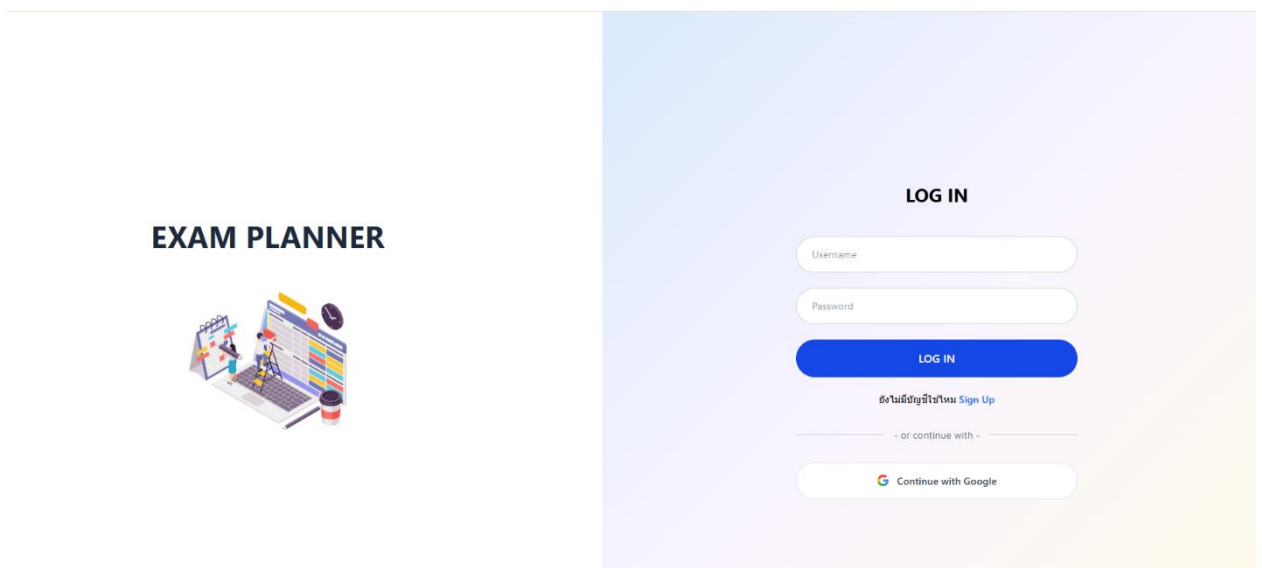 EXAM PLANNER
LOG IN
Username
Password
LOG IN
ยังไม่มีบัญชีใช่ไหม Sign Up
- or continue with -
Continue with Google